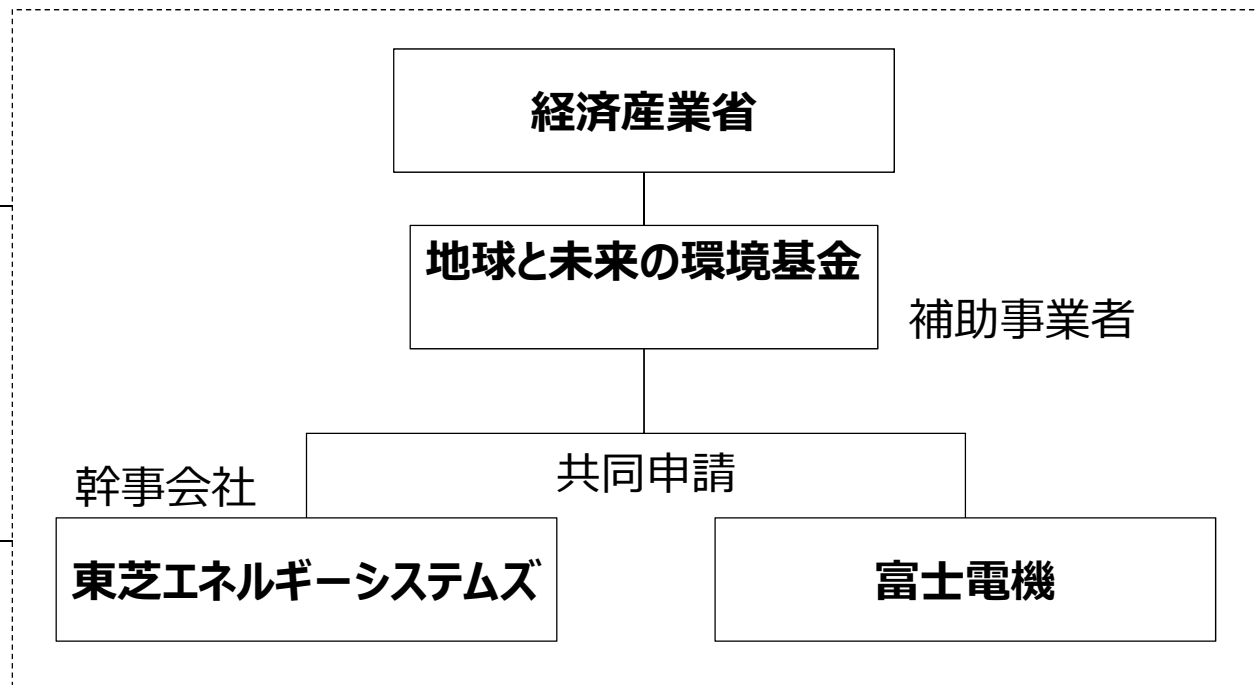 経済産業省
地球と未来の環境基金
補助事業者
共同申請
幹事会社
東芝エネルギーシステムズ
富士電機